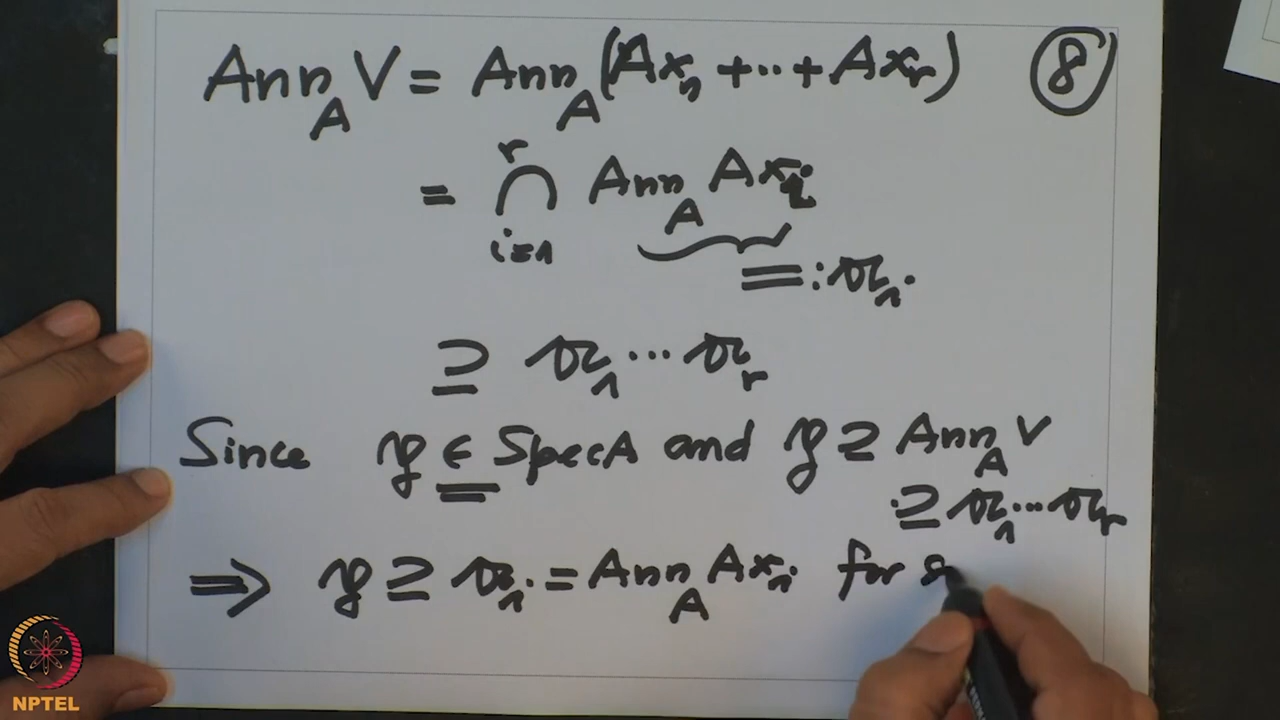 Ann_A V = Ann_A (Ax_1 + ·· + Ax_r) ⑧
= ⋂_{i=1}^{r} Ann_A Ax_i
=: 𝔞_i
⊇ 𝔞_1 ··· 𝔞_r
Since 𝔭 ∈ Spec A and 𝔭 ⊇ Ann_A V
⊇ 𝔞_1 ··· 𝔞_r
⟹ 𝔭 ⊇ 𝔞_i = Ann_A Ax_i for s
NPTEL